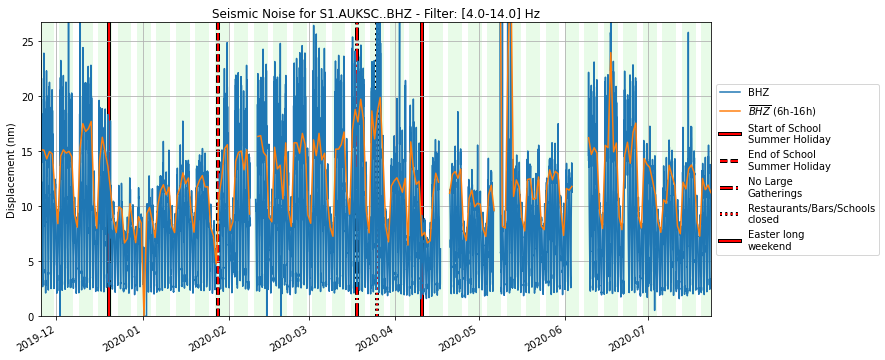 Seismic Noise for S1.AUKSC..BHZ - Filter: [4.0-14.0] Hz
25
20
15
10
5
0
Displacement (nm)
2019-12
2020-01
2020-02
2020-03
2020-04
2020-05
2020-06
2020-07
BHZ
BHZ (6h-16h)
Start of School
Summer Holiday
End of School
Summer Holiday
No Large
Gatherings
Restaurants/Bars/Schools
closed
Easter long
weekend